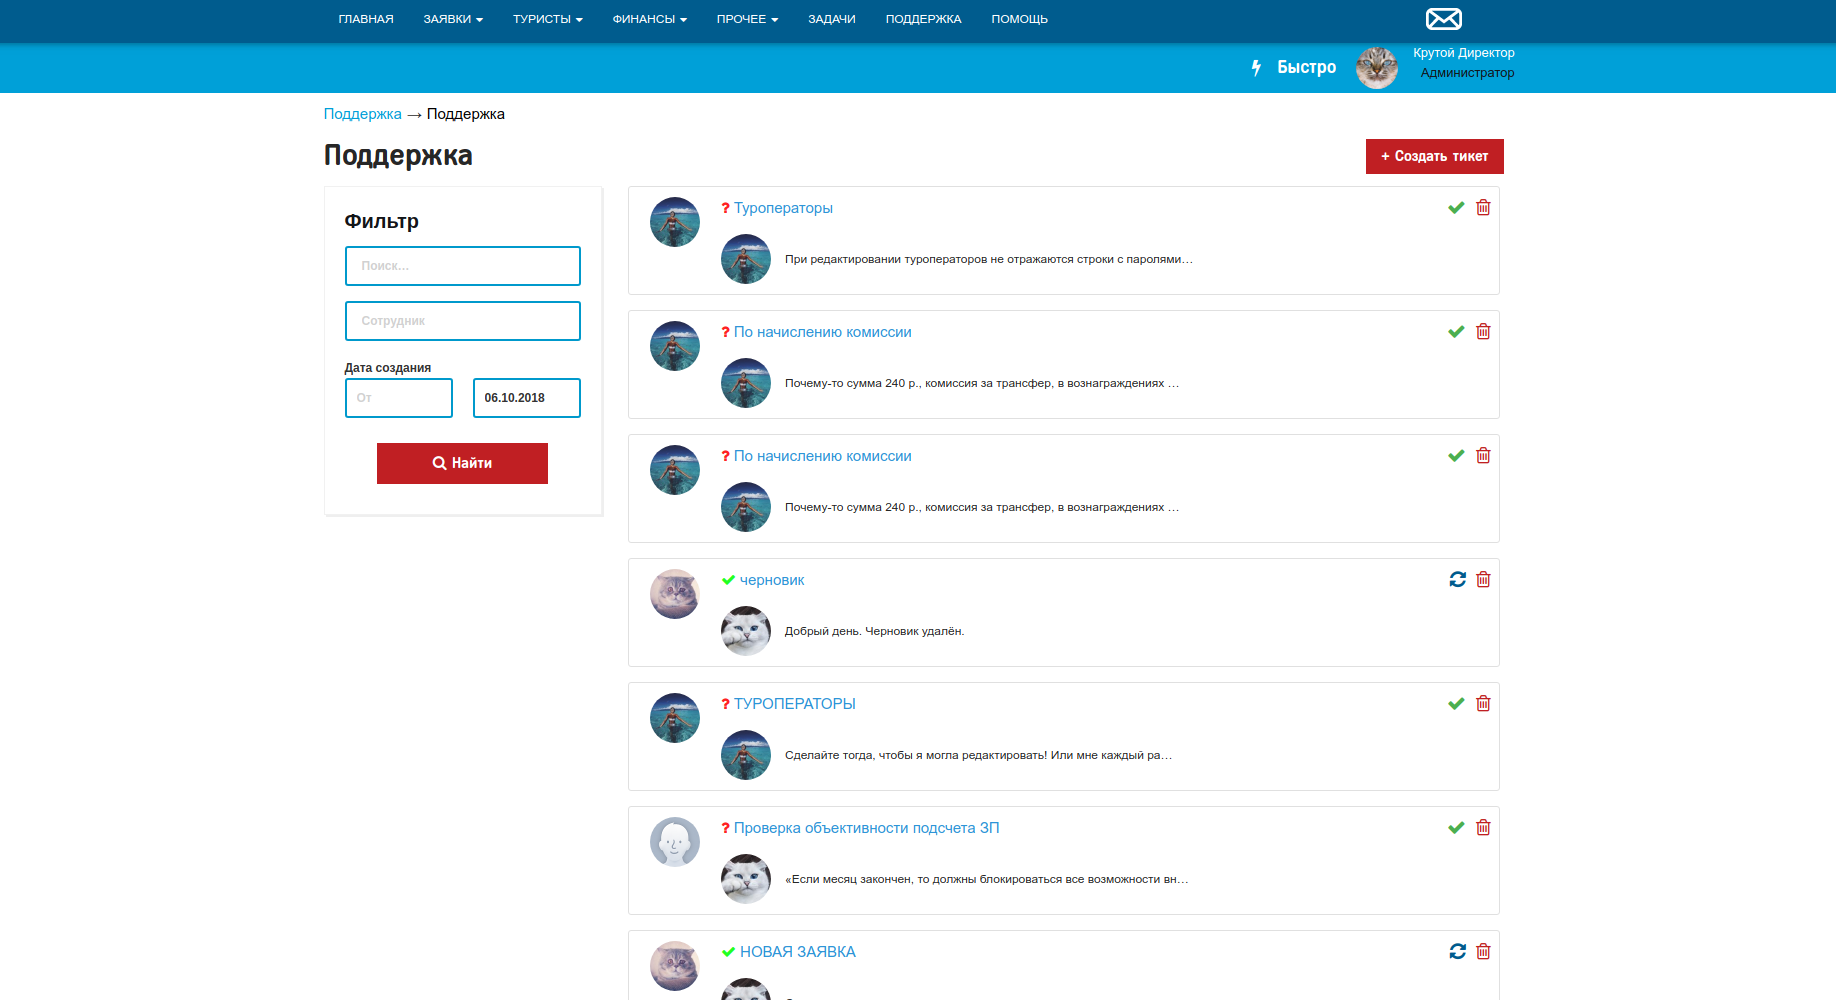 ГЛАВНАЯ ЗАЯВКИ ТУРИСТЫ ФИНАНСЫ ПРОЧЕЕ ЗАДАЧИ ПОДДЕРЖКА ПОМОЩЬ
Быстро
Крутой Директор
Администратор
Поддержка → Поддержка
Поддержка
+ Создать тикет
Фильтр
Поиск...
Сотрудник
Дата создания
От
06.10.2018
Найти
? Туроператоры
При редактировании туроператоров не отражаются строки с паролями…
? По начислению комиссии
Почему-то сумма 240 р., комиссия за трансфер, в вознаграждениях …
? По начислению комиссии
Почему-то сумма 240 р., комиссия за трансфер, в вознаграждениях …
черновик
Добрый день. Черновик удалён.
? ТУРОПЕРАТОРЫ
Сделайте тогда, чтобы я могла редактировать! Или мне каждый ра…
? Проверка объективности подсчета ЗП
«Если месяц закончен, то должны блокироваться все возможности вн…
НОВАЯ ЗАЯВКА